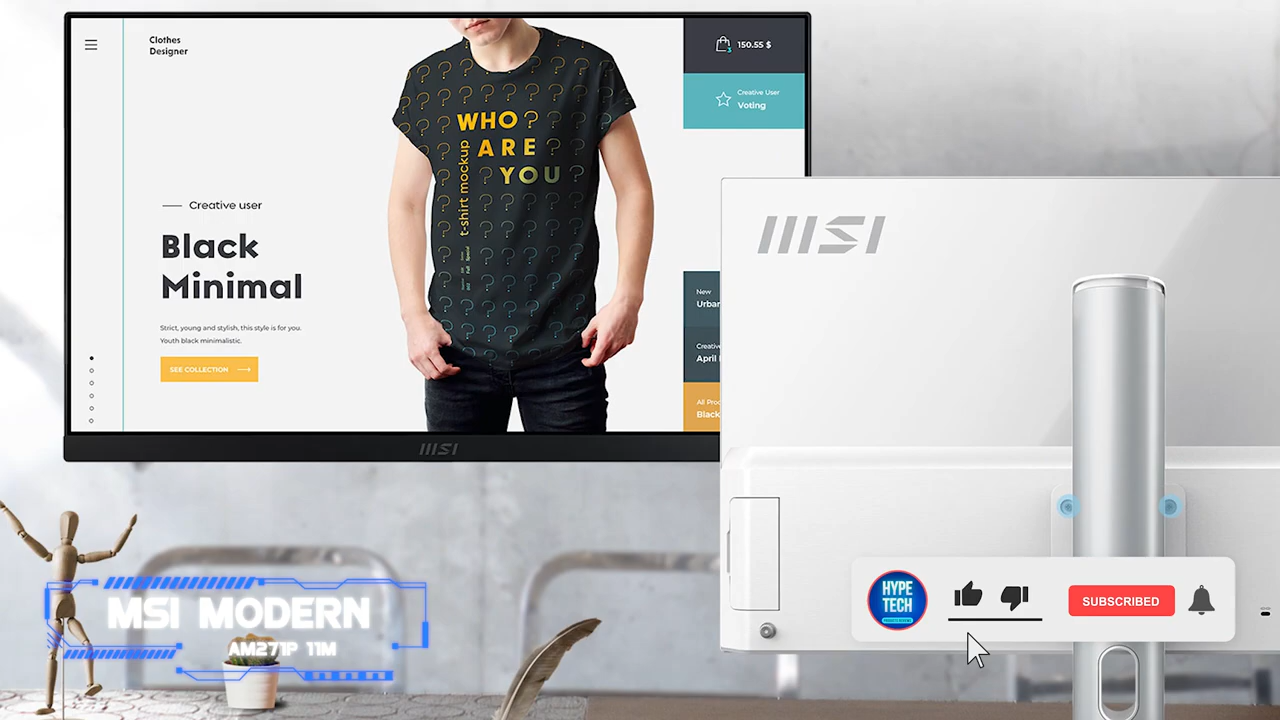 Clothes
Designer
150.55 $
3
Creative User
Voting
WHO?
ARE
YOU
t-shirt mockup
Creative user
Black
Minimal
Strict, young and stylish, this style is for you.
Youth black minimalistic.
SEE COLLECTION
New
Urban
Creative
April
All Pro
Black
msi
msi
MSI MODERN
AM271P 11M
HYPE
TECH
SUBSCRIBED